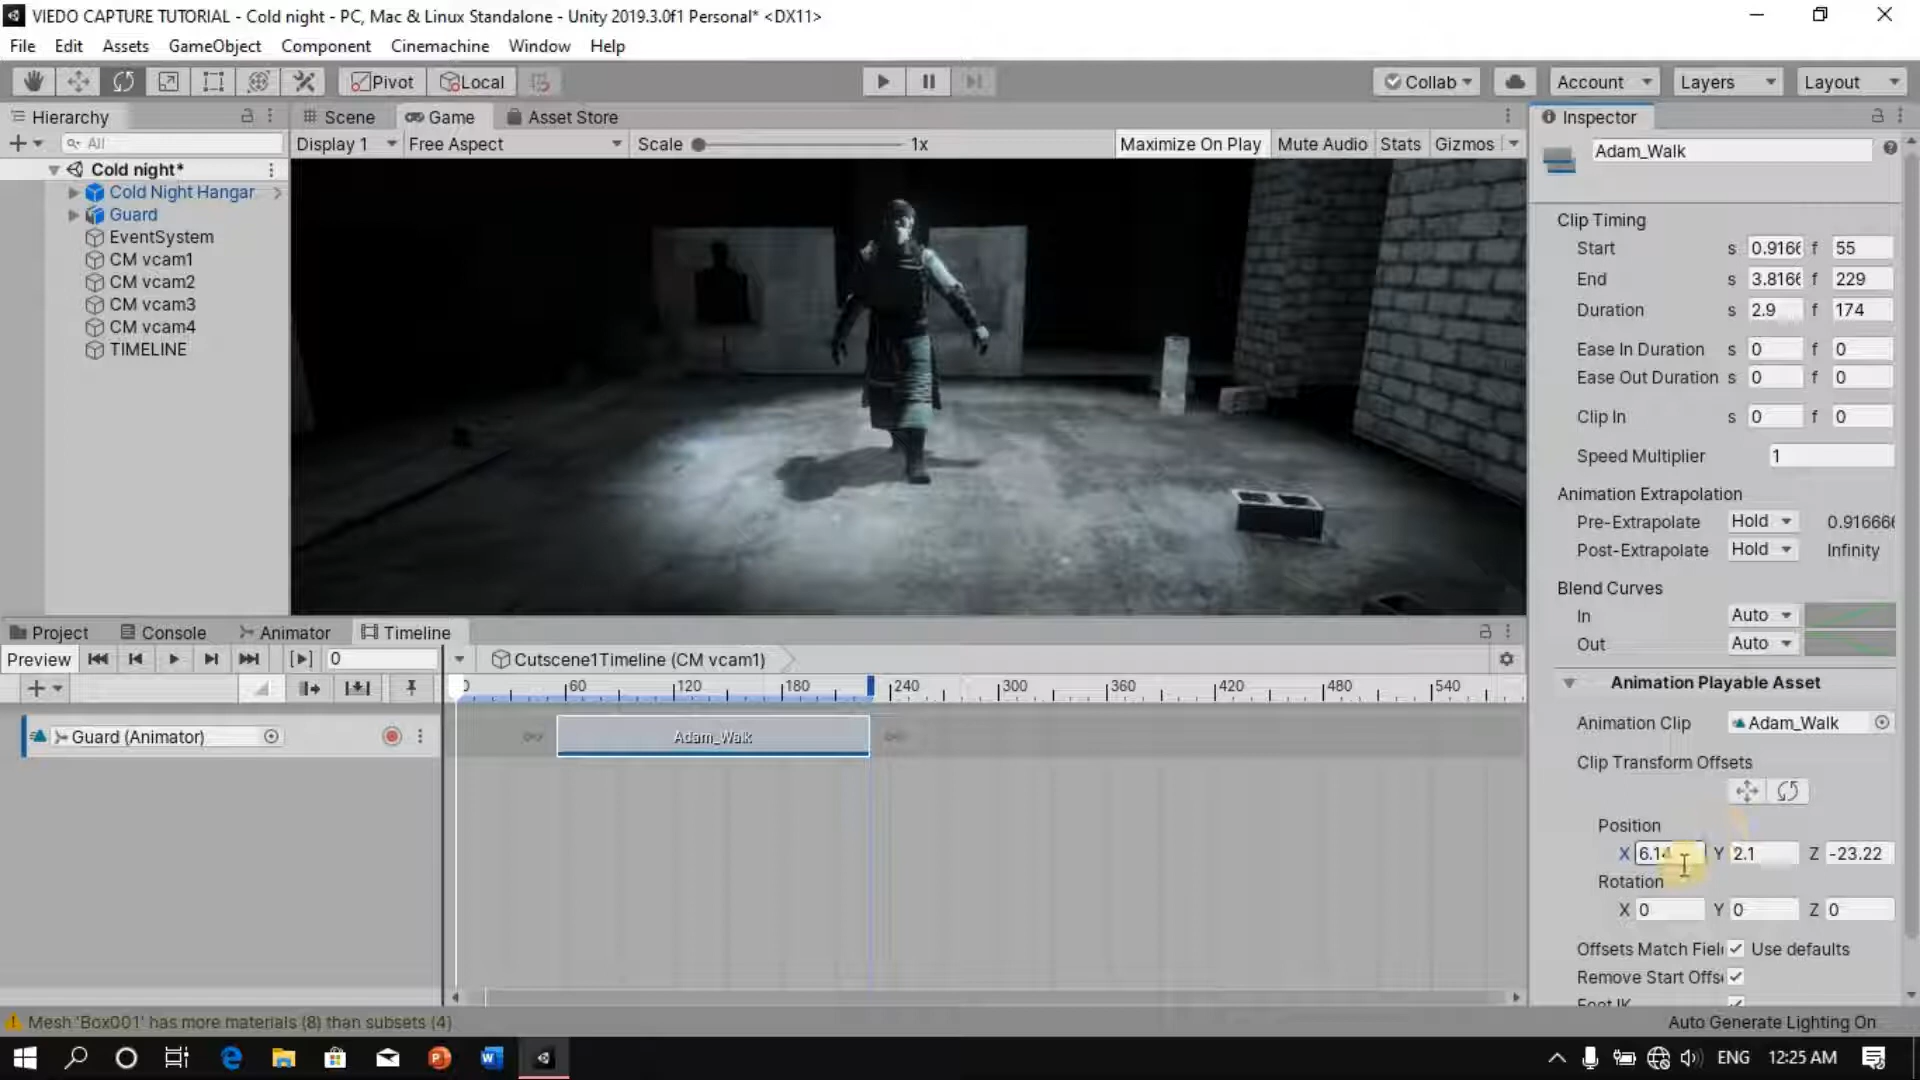 VIEDO CAPTURE TUTORIAL - Cold night - PC, Mac & Linux Standalone - Unity 2019.3.0f1 Personal* <DX11>
File Edit Assets GameObject Component Cinemachine Window Help
Pivot Local Collab Account Layers Layout
Hierarchy Scene Game Asset Store Inspector
All Display 1 Free Aspect Scale 1x Maximize On Play Mute Audio Stats Gizmos Adam_Walk
Cold night*
Cold Night Hangar
Guard
EventSystem
CM vcam1
CM vcam2
CM vcam3
CM vcam4
TIMELINE
Clip Timing
Start s 0.9166 f 55
End s 3.8166 f 229
Duration s 2.9 f 174
Ease In Duration s 0 f 0
Ease Out Duration s 0 f 0
Clip In s 0 f 0
Speed Multiplier 1
Animation Extrapolation
Pre-Extrapolate Hold 0.916666
Post-Extrapolate Hold Infinity
Blend Curves
In Auto
Out Auto
Project Console Animator Timeline
Preview 0 Cutscene1Timeline (CM vcam1)
0 60 120 180 240 300 360 420 480 540
Guard (Animator) Adam_Walk
Animation Playable Asset
Animation Clip Adam_Walk
Clip Transform Offsets
Position
X 6.14 Y 2.1 Z -23.22
Rotation
X 0 Y 0 Z 0
Offsets Match Fiel Use defaults
Remove Start Offs
Foot IK
Mesh 'Box001' has more materials (8) than subsets (4) Auto Generate Lighting On
ENG 12:25 AM